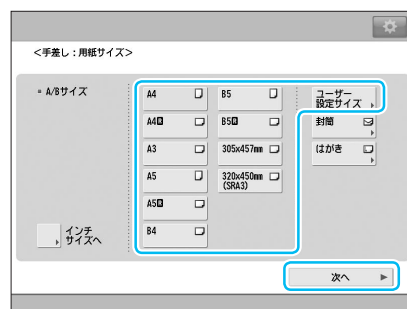 <手差し：用紙サイズ>
▫ A/Bサイズ
A4
B5
ユーザー
設定サイズ
A4R
B5R
封筒
A3
305x457mm
はがき
A5
320x450mm
(SRA3)
A5R
B4
インチ
サイズへ
次へ